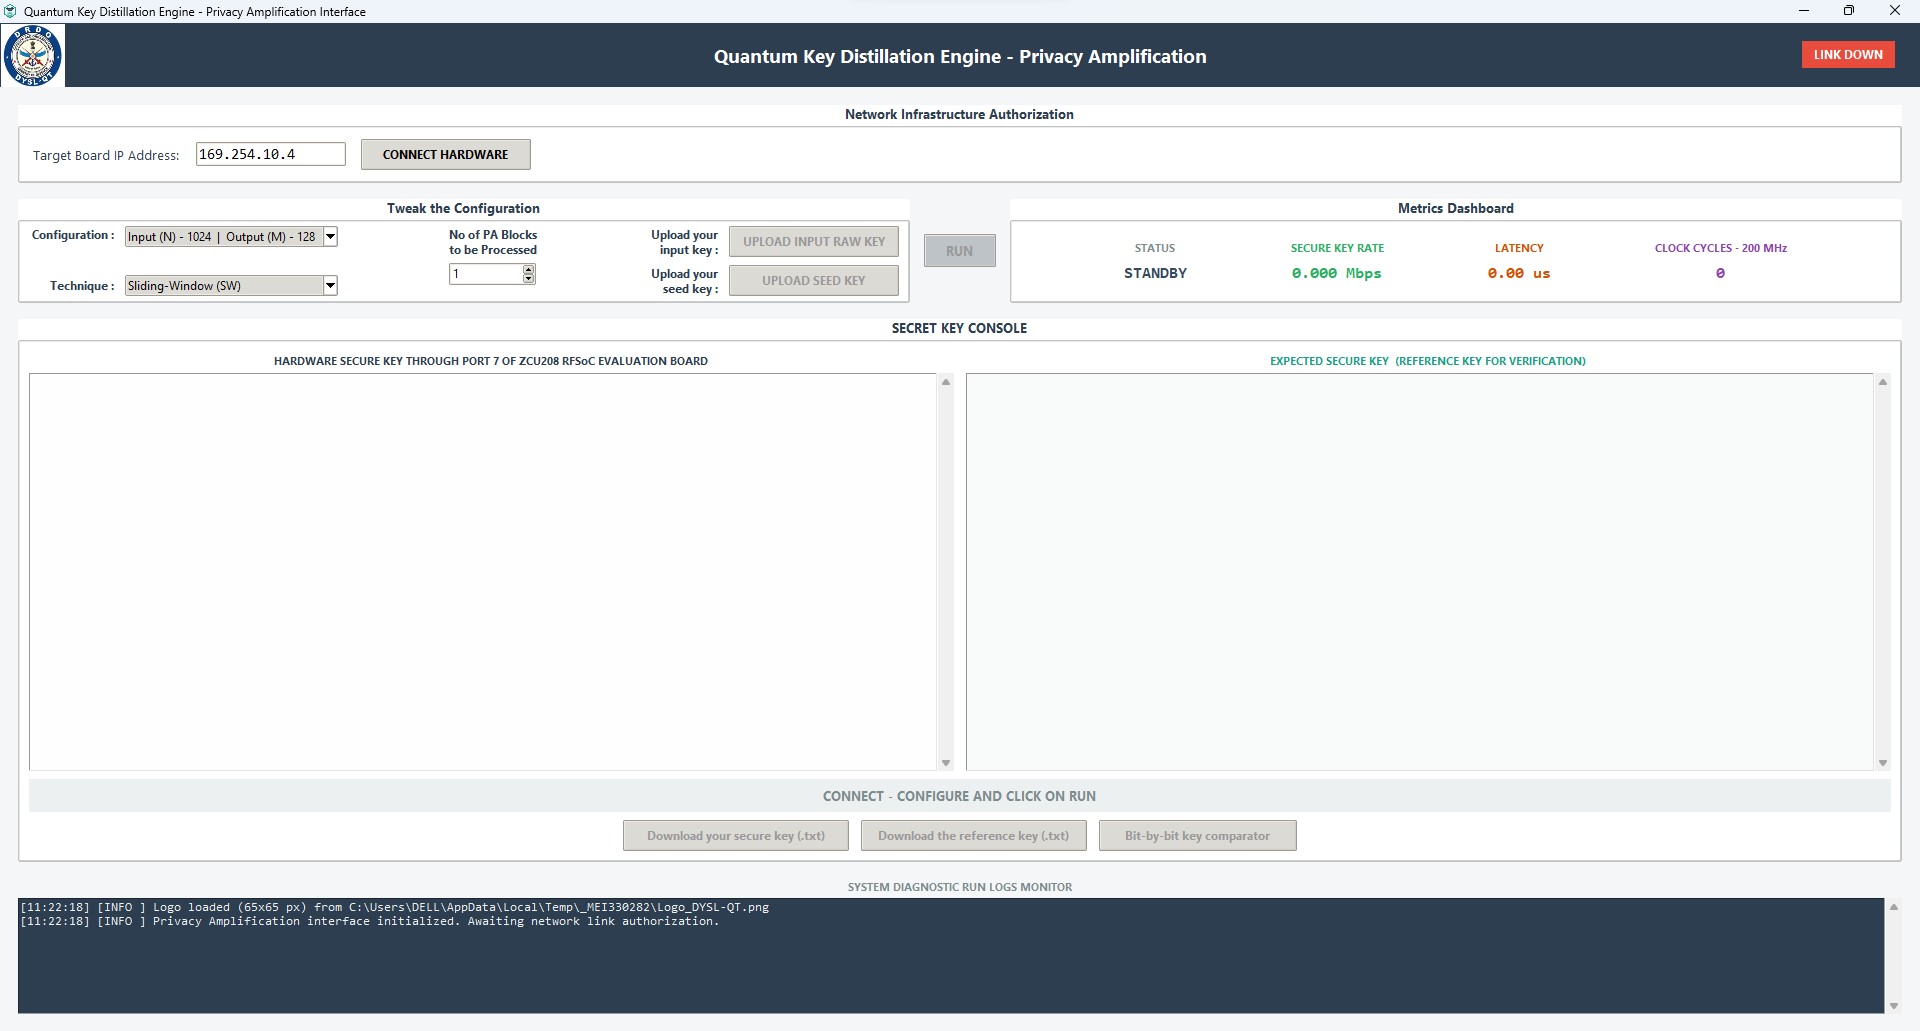 Quantum Key Distillation Engine - Privacy Amplification Interface
DRDO
DYSL-QT
Quantum Key Distillation Engine - Privacy Amplification
LINK DOWN
Network Infrastructure Authorization
Target Board IP Address:
169.254.10.4
CONNECT HARDWARE
Tweak the Configuration
Configuration :
Input (N) - 1024 | Output (M) - 128
Technique :
Sliding-Window (SW)
No of PA Blocks
to be Processed
1
Upload your
input key :
UPLOAD INPUT RAW KEY
Upload your
seed key :
UPLOAD SEED KEY
RUN
Metrics Dashboard
STATUS
STANDBY
SECURE KEY RATE
0.000 Mbps
LATENCY
0.00 us
CLOCK CYCLES - 200 MHz
0
SECRET KEY CONSOLE
HARDWARE SECURE KEY THROUGH PORT 7 OF ZCU208 RFSoC EVALUATION BOARD
EXPECTED SECURE KEY (REFERENCE KEY FOR VERIFICATION)
CONNECT - CONFIGURE AND CLICK ON RUN
Download your secure key (.txt)
Download the reference key (.txt)
Bit-by-bit key comparator
SYSTEM DIAGNOSTIC RUN LOGS MONITOR
[11:22:18] [INFO ] Logo loaded (65x65 px) from C:\Users\DELL\AppData\Local\Temp\_MEI330282\Logo_DYSL-QT.png
[11:22:18] [INFO ] Privacy Amplification interface initialized. Awaiting network link authorization.